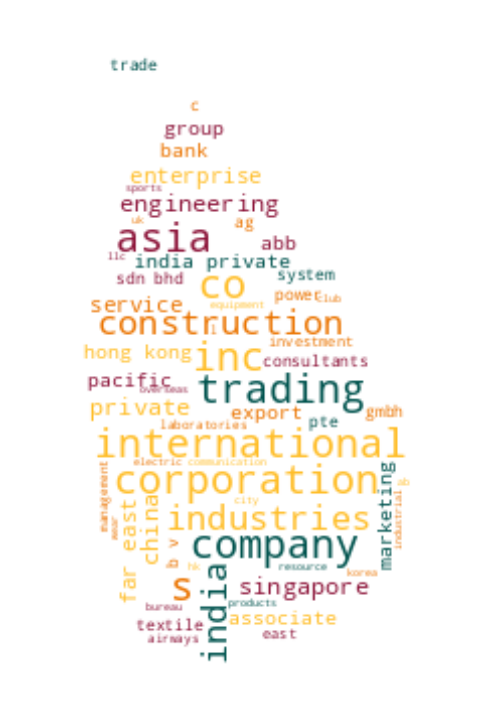 trade
c
group
bank
enterprise
sports
engineering
uk
ag
asia
abb
llc
india private
sdn bhd
system
co
power
club
service
equipment
construction
i
investment
hong kong
inc
consultants
pacific
overseas
trading
private
export
gmbh
laboratories
pte
international
electric
communication
corporation
ab
management
wear
far east
china
city
industries
marketing
industrial
company
b v
hk
resource
korea
s
india
singapore
bureau
products
associate
textile
airways
east